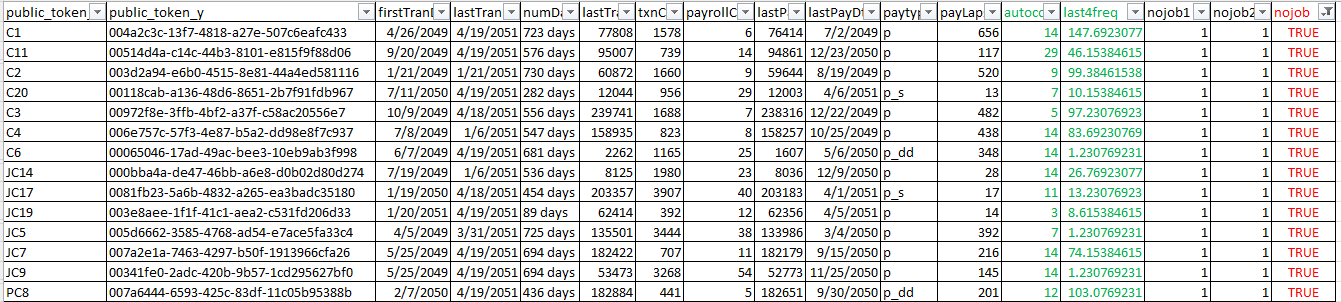 public_token_ public_token_y firstTranD lastTran numDa lastTra txnC payrollC lastP lastPayDt paytyp payLap autocc last4freq nojob1 nojob2 nojob
C1 004a2c3c-13f7-4818-a27e-507c6eafc433 4/26/2049 4/19/2051 723 days 77808 1578 6 76414 7/2/2049 p 656 14 147.6923077 1 1 TRUE
C11 00514d4a-c14c-44b3-8101-e815f9f88d06 9/20/2049 4/19/2051 576 days 95007 739 14 94861 12/23/2050 p 117 29 46.15384615 1 1 TRUE
C2 003d2a94-e6b0-4515-8e81-44a4ed581116 1/21/2049 1/21/2051 730 days 60872 1660 9 59644 8/19/2049 p 520 9 99.38461538 1 1 TRUE
C20 00118cab-a136-48d6-8651-2b7f91fdb967 7/11/2050 4/19/2051 282 days 12044 956 29 12003 4/6/2051 p_s 13 7 10.15384615 1 1 TRUE
C3 00972f8e-3ffb-4bf2-a37f-c58ac20556e7 10/9/2049 4/18/2051 556 days 239741 1688 7 238316 12/22/2049 p 482 5 97.23076923 1 1 TRUE
C4 006e757c-57f3-4e87-b5a2-dd98e8f7c937 7/8/2049 1/6/2051 547 days 158935 823 8 158257 10/25/2049 p 438 14 83.69230769 1 1 TRUE
C6 00065046-17ad-49ac-bee3-10eb9ab3f998 6/7/2049 4/19/2051 681 days 2262 1165 25 1607 5/6/2050 p_dd 348 14 1.230769231 1 1 TRUE
JC14 000bba4a-de47-46bb-a6e8-d0b02d80d274 7/19/2049 1/6/2051 536 days 8125 1980 23 8036 12/9/2050 p 28 14 26.76923077 1 1 TRUE
JC17 0081fb23-5a6b-4832-a265-ea3badc35180 1/19/2050 4/18/2051 454 days 203357 3907 40 203183 4/1/2051 p_s 17 11 13.23076923 1 1 TRUE
JC19 003e8aee-1f1f-41c1-aea2-c531fd206d33 1/20/2051 4/19/2051 89 days 62414 392 12 62356 4/5/2051 p 14 3 8.615384615 1 1 TRUE
JC5 005d6662-3585-4768-ad54-e7ace5fa33c4 4/5/2049 3/31/2051 725 days 135501 3444 38 133986 3/4/2050 p 392 7 1.230769231 1 1 TRUE
JC7 007a2e1a-7463-4297-b50f-1913966cfa26 5/25/2049 4/19/2051 694 days 182422 707 11 182179 9/15/2050 p 216 14 74.15384615 1 1 TRUE
JC9 00341fe0-2adc-420b-9b57-1cd295627bf0 5/25/2049 4/19/2051 694 days 53473 3268 54 52773 11/25/2050 p 145 14 1.230769231 1 1 TRUE
PC8 007a6444-6593-425c-83df-11c05b95388b 2/7/2050 4/19/2051 436 days 182884 441 5 182651 9/30/2050 p_dd 201 12 103.0769231 1 1 TRUE